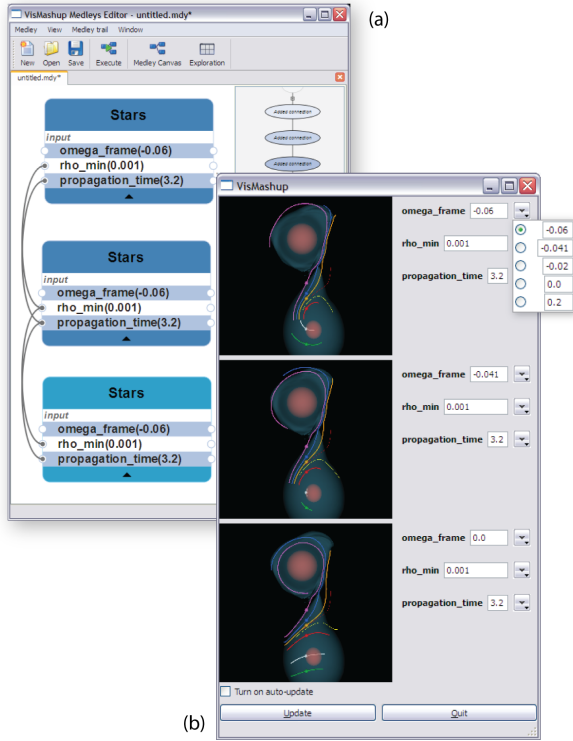 (a)
VisMashup Medleys Editor - untitled.mdy*
Medley View Medley trail Window
New Open Save Execute Medley Canvas Exploration
untitled.mdy*
Stars
input
omega_frame(-0.06)
rho_min(0.001)
propagation_time(3.2)
Added connection
Added connection
Added connection
Stars
input
omega_frame(-0.06)
rho_min(0.001)
propagation_time(3.2)
Stars
input
omega_frame(-0.06)
rho_min(0.001)
propagation_time(3.2)
VisMashup
omega_frame -0.06
rho_min 0.001
propagation_time 3.2
-0.06
-0.041
-0.02
0.0
0.2
omega_frame -0.041
rho_min 0.001
propagation_time 3.2
omega_frame 0.0
rho_min 0.001
propagation_time 3.2
Turn on auto-update
Update Quit
(b)